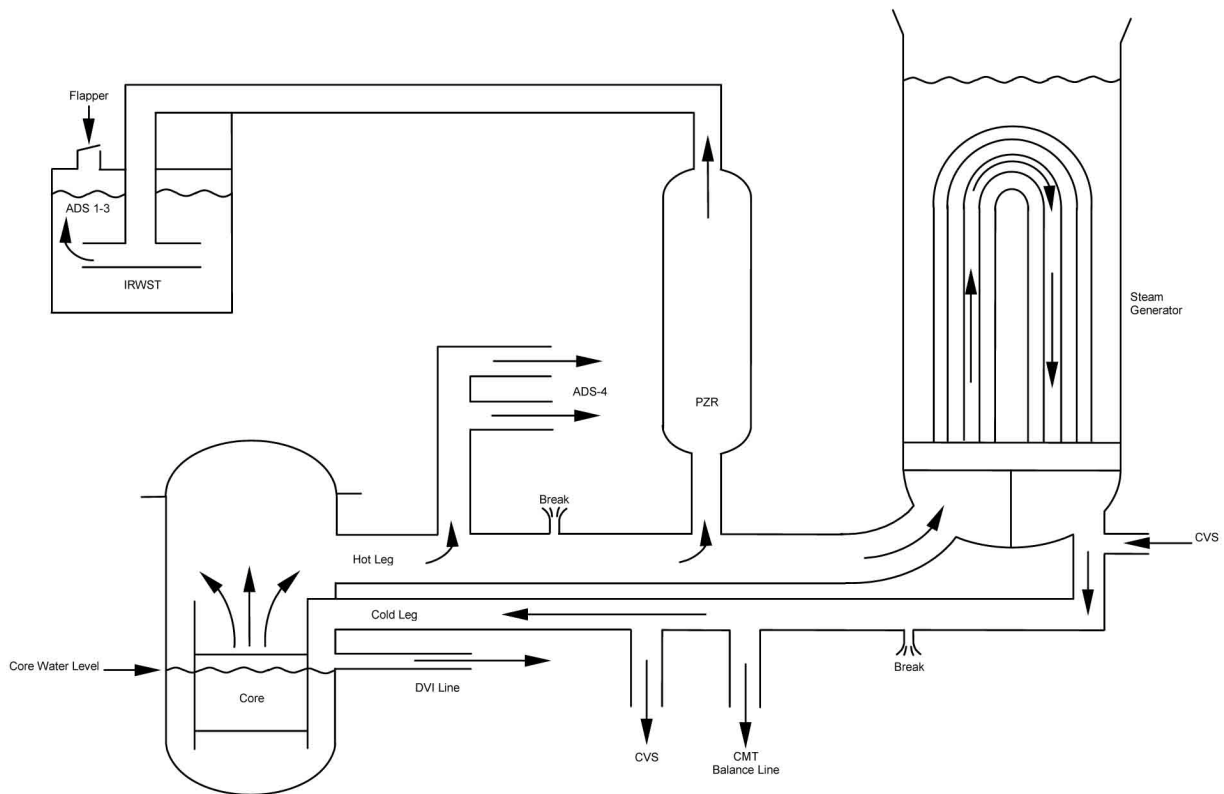 Flapper
ADS 1-3
IRWST
Steam
Generator
ADS-4
PZR
Break
CVS
Hot Leg
Cold Leg
Core Water Level
Break
DVI Line
Core
CVS
CMT
Balance Line